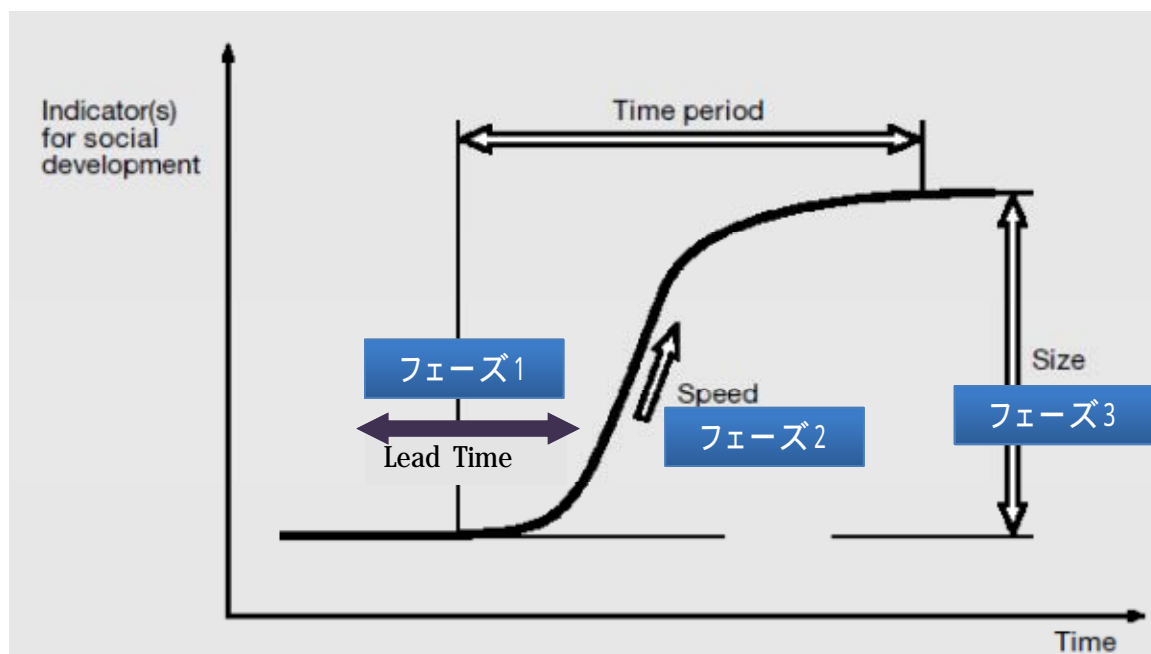 Indicator(s)
for social
development
Time period
フェーズ1
Lead Time
Speed
フェーズ2
Size
フェーズ3
Time